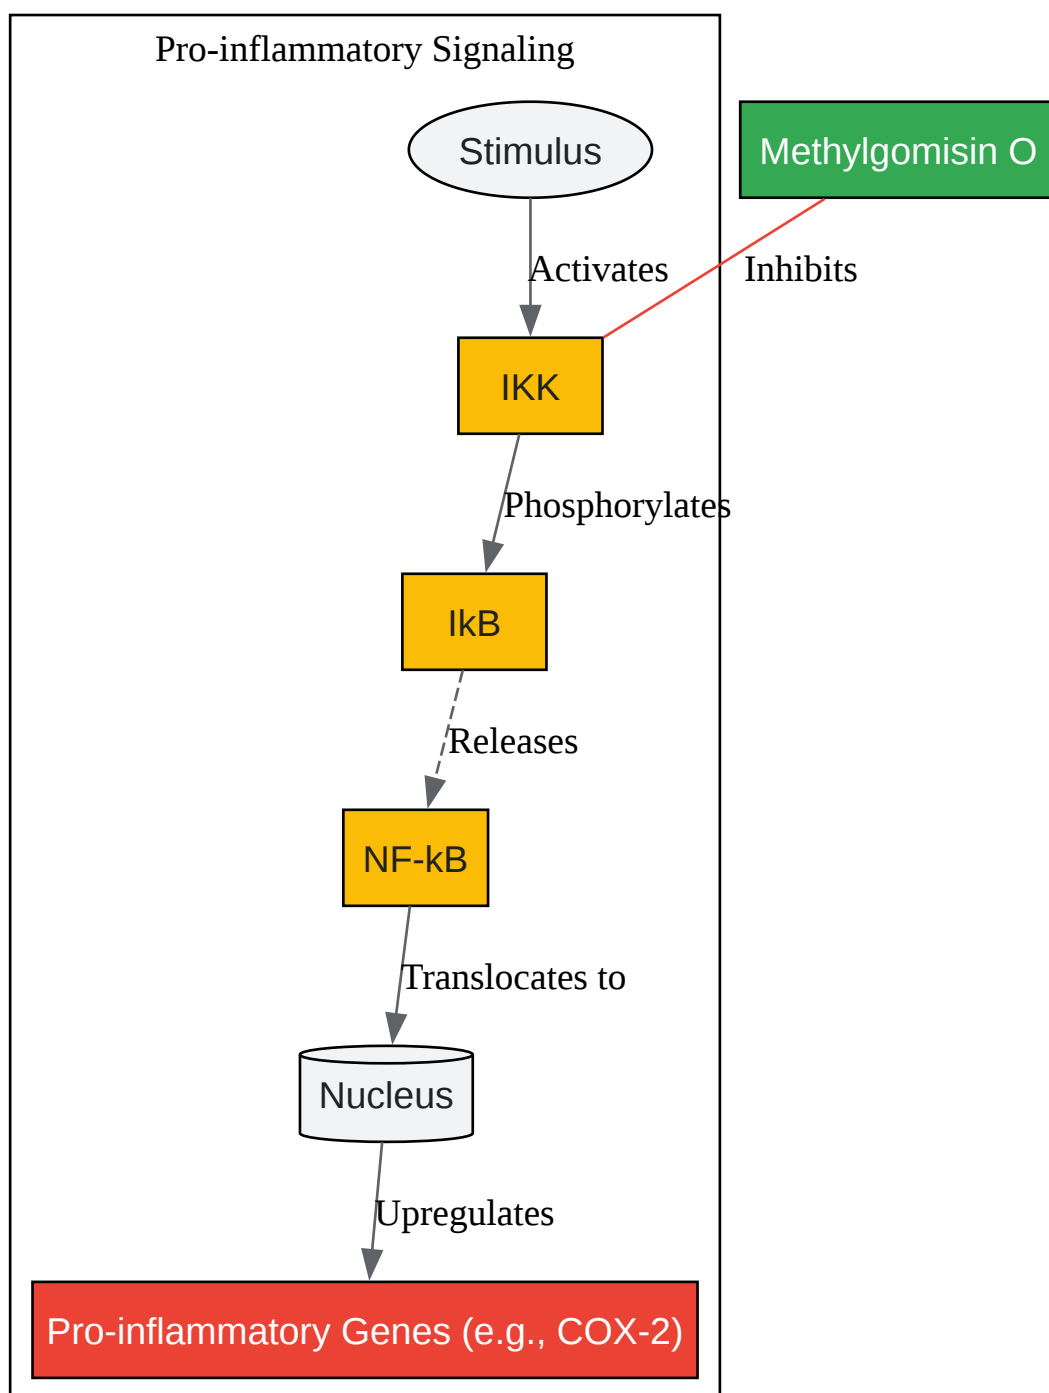 Pro-inflammatory Signaling
Stimulus
Methylgomisin O
Activates
Inhibits
IKK
Phosphorylates
IkB
Releases
NF-kB
Translocates to
Nucleus
Upregulates
Pro-inflammatory Genes (e.g., COX-2)